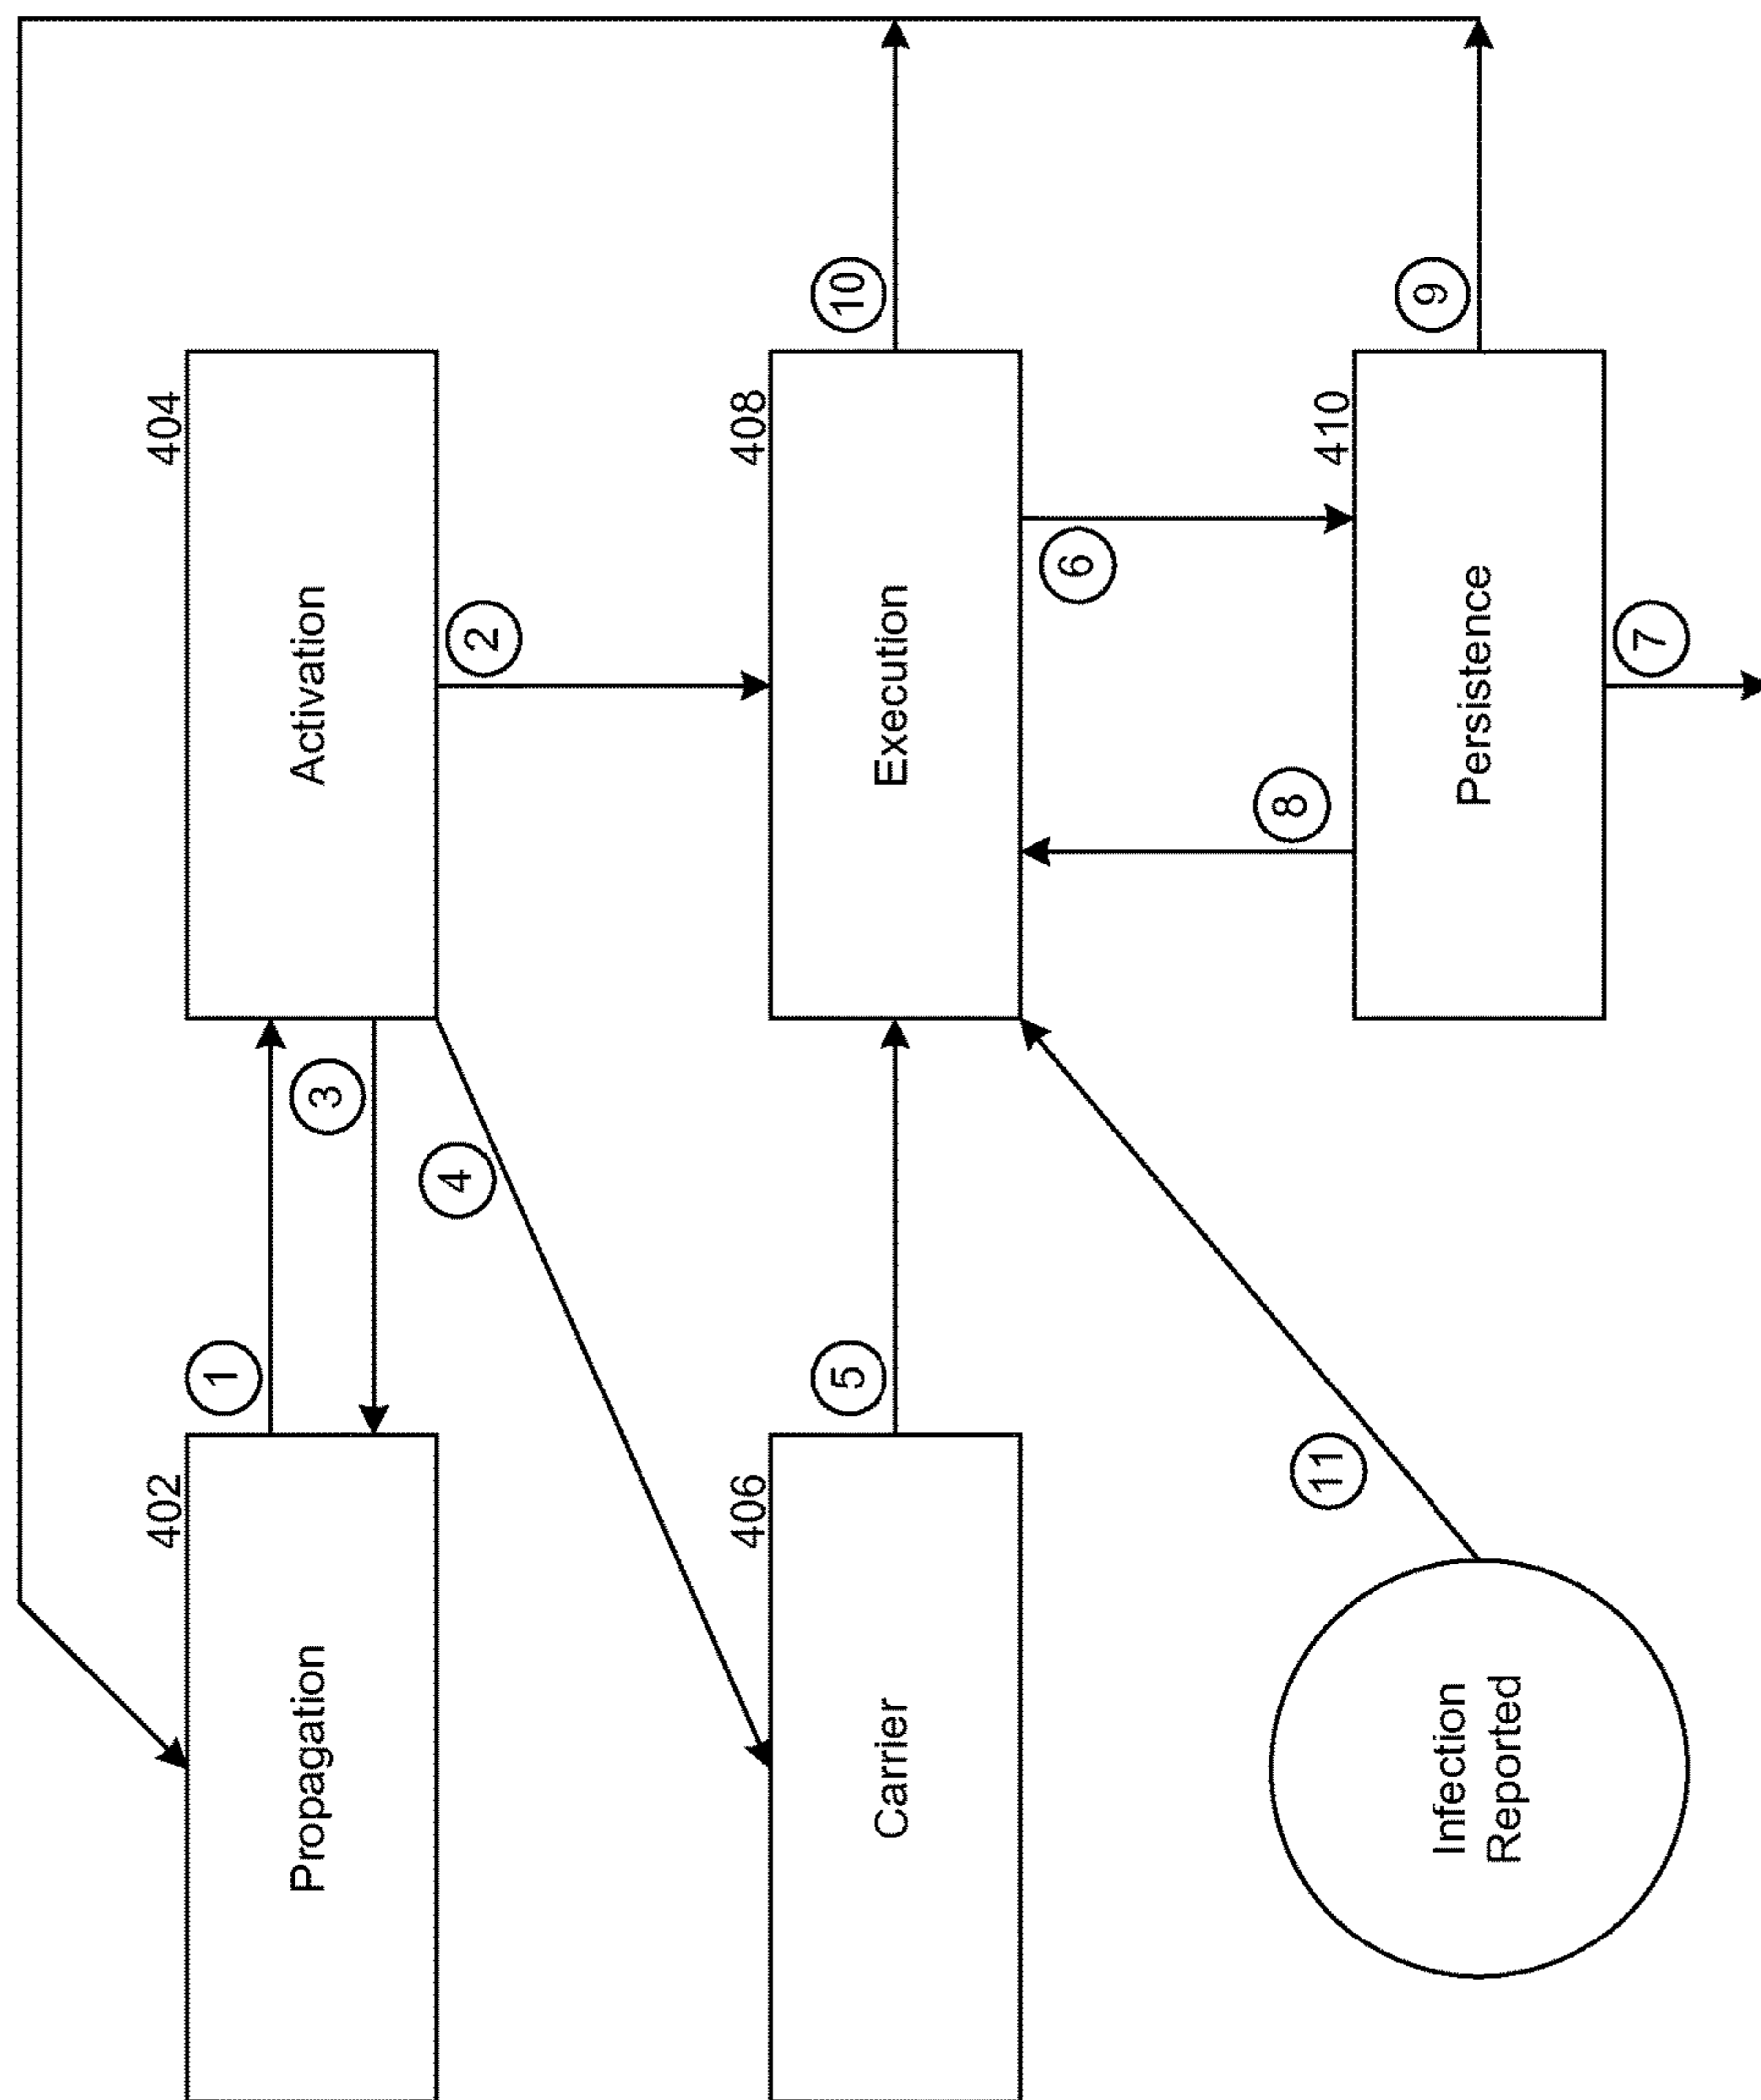 402
404
1
Propagation
3
Activation
4
2
406
408
5
10
Carrier
Execution
6
8
11
410
9
Infection
Reported
Persistence
7